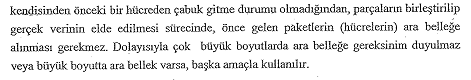 kendisinden önceki bir hücreden çabuk gitme durumu olmadığından, parçaların birleştirilip
gerçek verinin elde edilmesi sürecinde, önce gelen paketlerin (hücrelerin) ara belleğe
alınması gerekmez. Dolayısıyla çok büyük boyutlarda ara belleğe gereksinim duyulmaz
veya büyük boyutta ara bellek varsa, başka amaçla kullanılır.